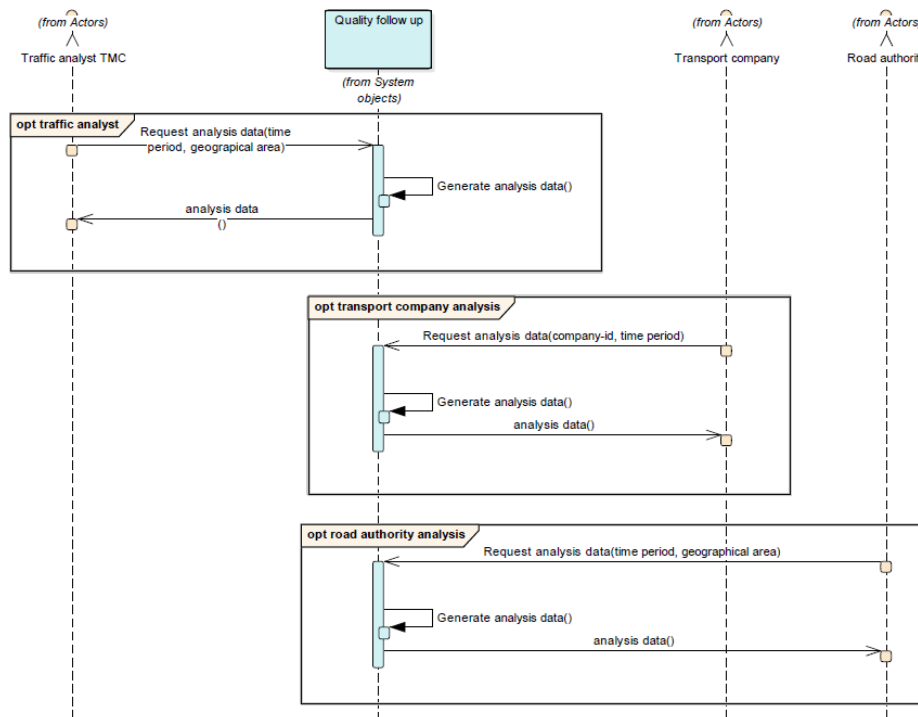 (from Actors)
Traffic analyst TMC
Quality follow up
(from System
objects)
(from Actors)
Transport company
(from Actors)
Road authorit
opt traffic analyst
Request analysis data(time
period, geograpical area)
Generate analysis data()
analysis data
()
opt transport company analysis
Request analysis data(company-id, time period)
Generate analysis data()
analysis data()
opt road authority analysis
Request analysis data(time period, geographical area)
Generate analysis data()
analysis data()